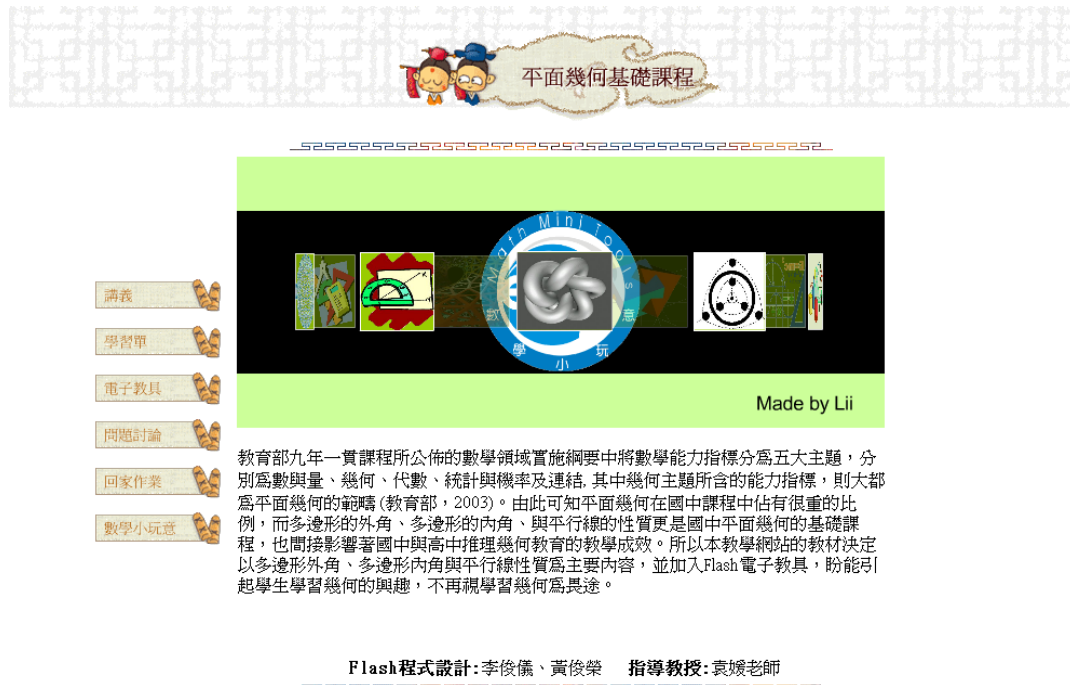 平面幾何基礎課程
Math Mini Tools
數學小玩意
講義
學習單
電子教具
問題討論
回家作業
數學小玩意
Made by Lii
教育部九年一貫課程所公佈的數學領域實施綱要中將數學能力指標分為五大主題，分
別為數與量、幾何、代數、統計與機率及連結, 其中幾何主題所含的能力指標，則大都
為平面幾何的範疇(教育部，2003)。由此可知平面幾何在國中課程中佔有很重的比
例，而多邊形的外角、多邊形的內角、與平行線的性質更是國中平面幾何的基礎課
程，也間接影響著國中與高中推理幾何教育的教學成效。所以本教學網站的教材決定
以多邊形外角、多邊形內角與平行線性質為主要內容，並加入Flash電子教具，盼能引
起學生學習幾何的興趣，不再視學習幾何為畏途。
Flash程式設計:李俊儀、黃俊榮 指導教授:袁媛老師